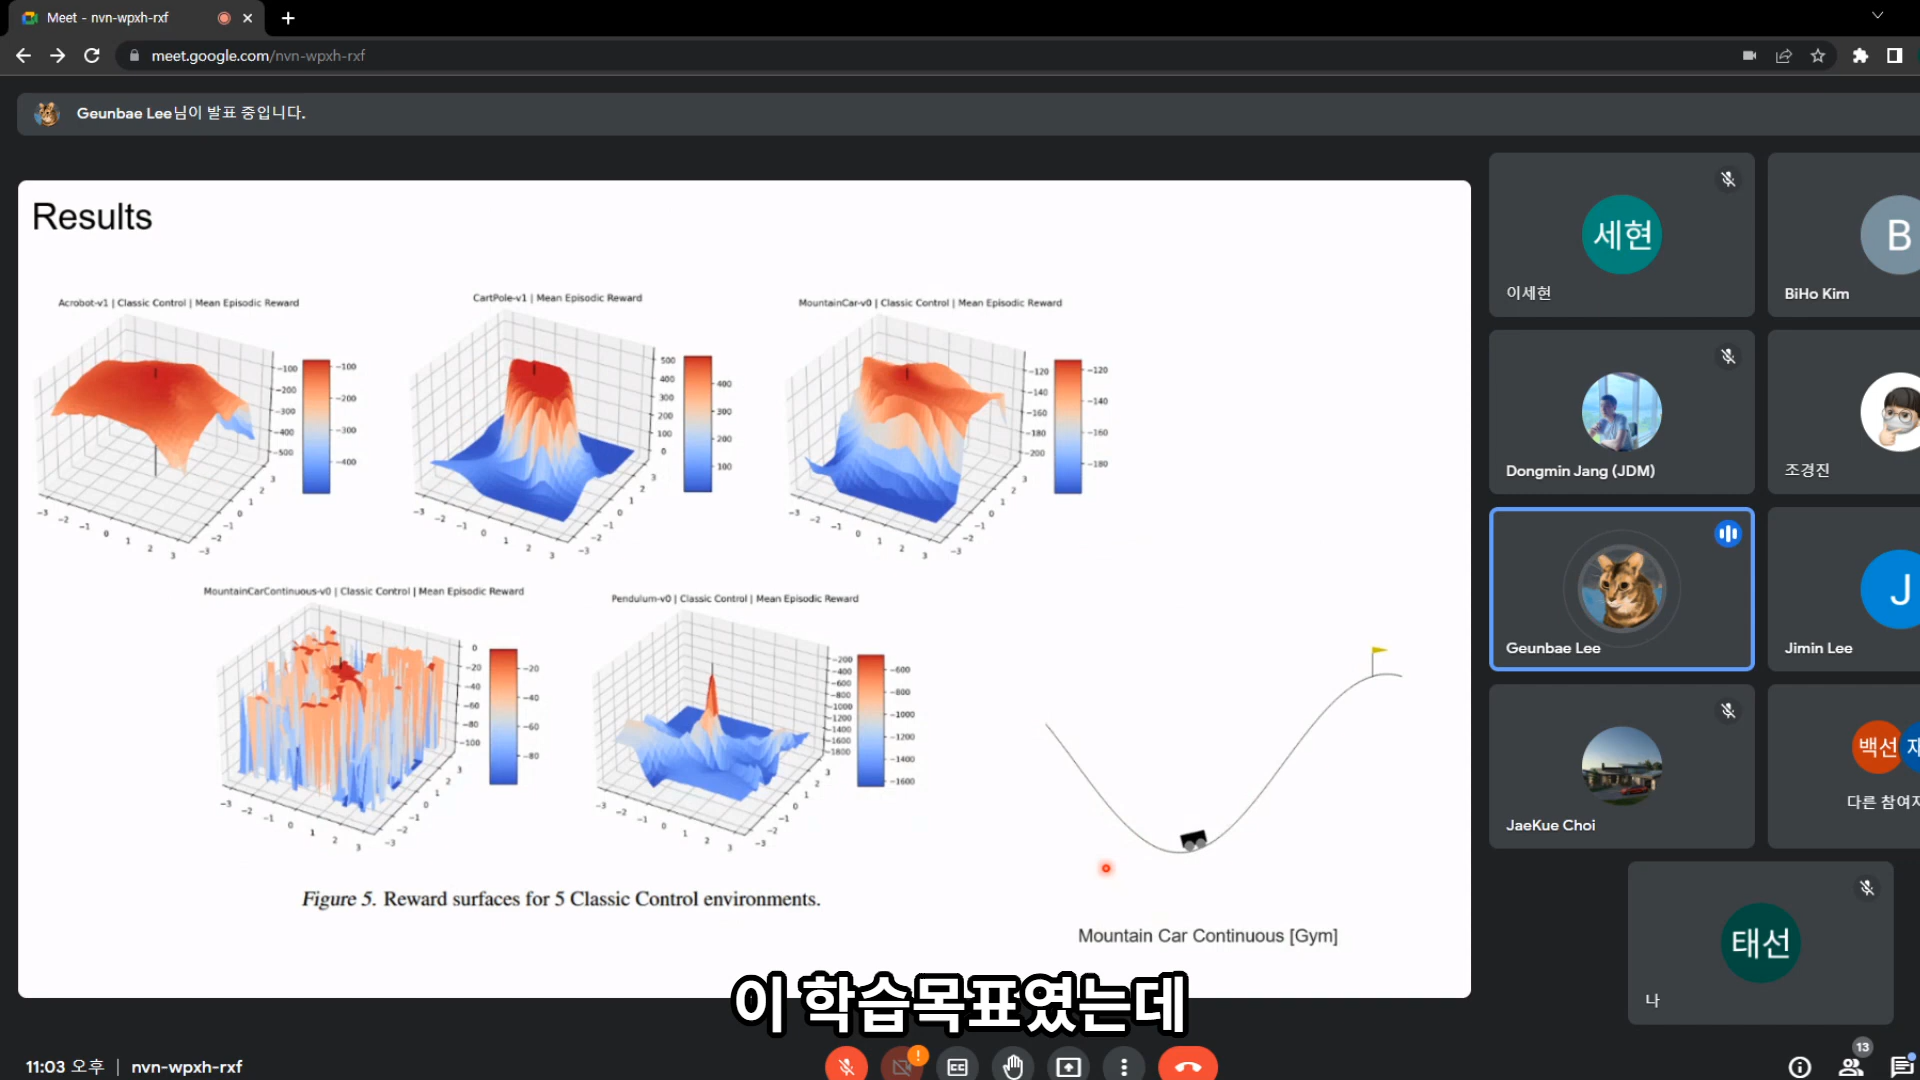 Meet - nvn-wpxh-rxf
meet.google.com/nvn-wpxh-rxf
Geunbae Lee님이 발표 중입니다.
Results
Acrobot-v1 | Classic Control | Mean Episodic Reward
CartPole-v1 | Mean Episodic Reward
MountainCar-v0 | Classic Control | Mean Episodic Reward
MountainCarContinuous-v0 | Classic Control | Mean Episodic Reward
Pendulum-v0 | Classic Control | Mean Episodic Reward
Figure 5. Reward surfaces for 5 Classic Control environments.
Mountain Car Continuous [Gym]
세현
이세현
B
BiHo Kim
Dongmin Jang (JDM)
조경진
Geunbae Lee
J
Jimin Lee
JaeKue Choi
백선
다른 참여자
태선
나
이 학습목표였는데
11:03 오후 | nvn-wpxh-rxf
13